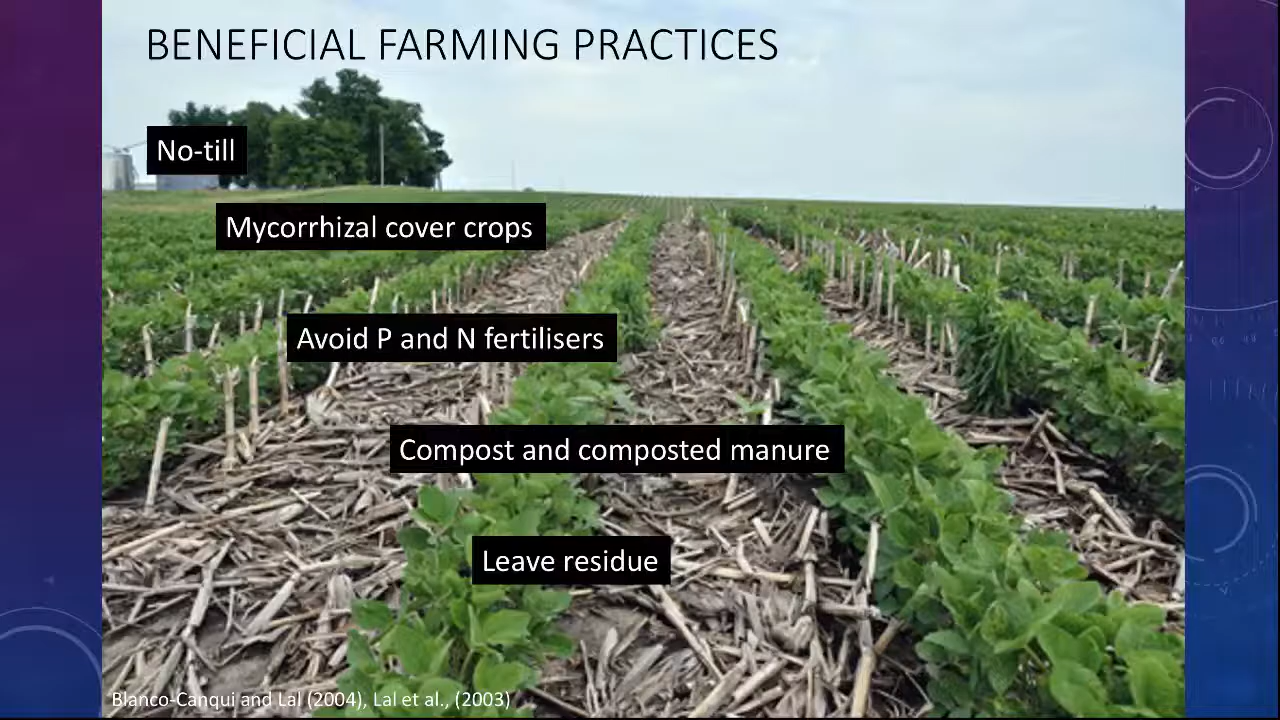 BENEFICIAL FARMING PRACTICES
No-till
Mycorrhizal cover crops
Avoid P and N fertilisers
Compost and composted manure
Leave residue
Blanco-Canqui and Lal (2004), Lal et al., (2003)